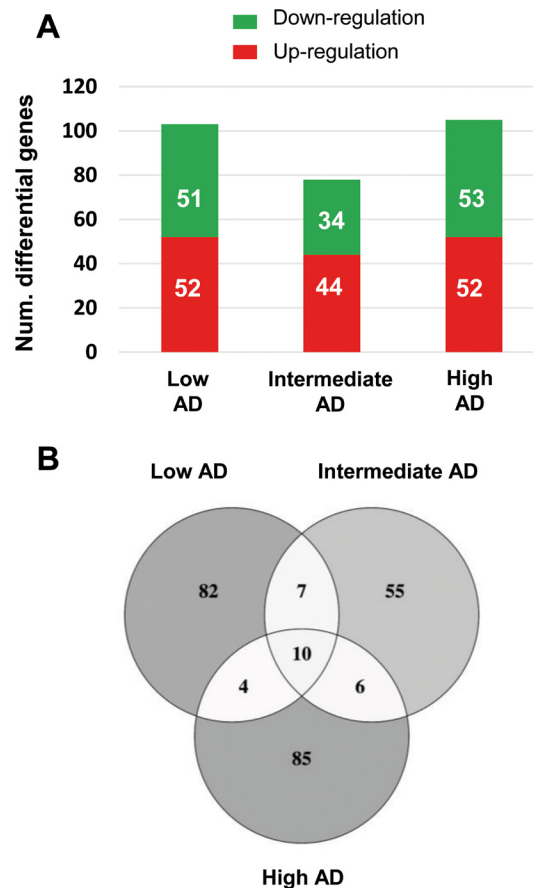 A
Down-regulation
Up-regulation
Num. differential genes
120
100
80
60
40
20
0
51
52
34
44
53
52
Low
AD
Intermediate
AD
High
AD
B
Low AD
Intermediate AD
82
7
55
10
4
6
85
High AD